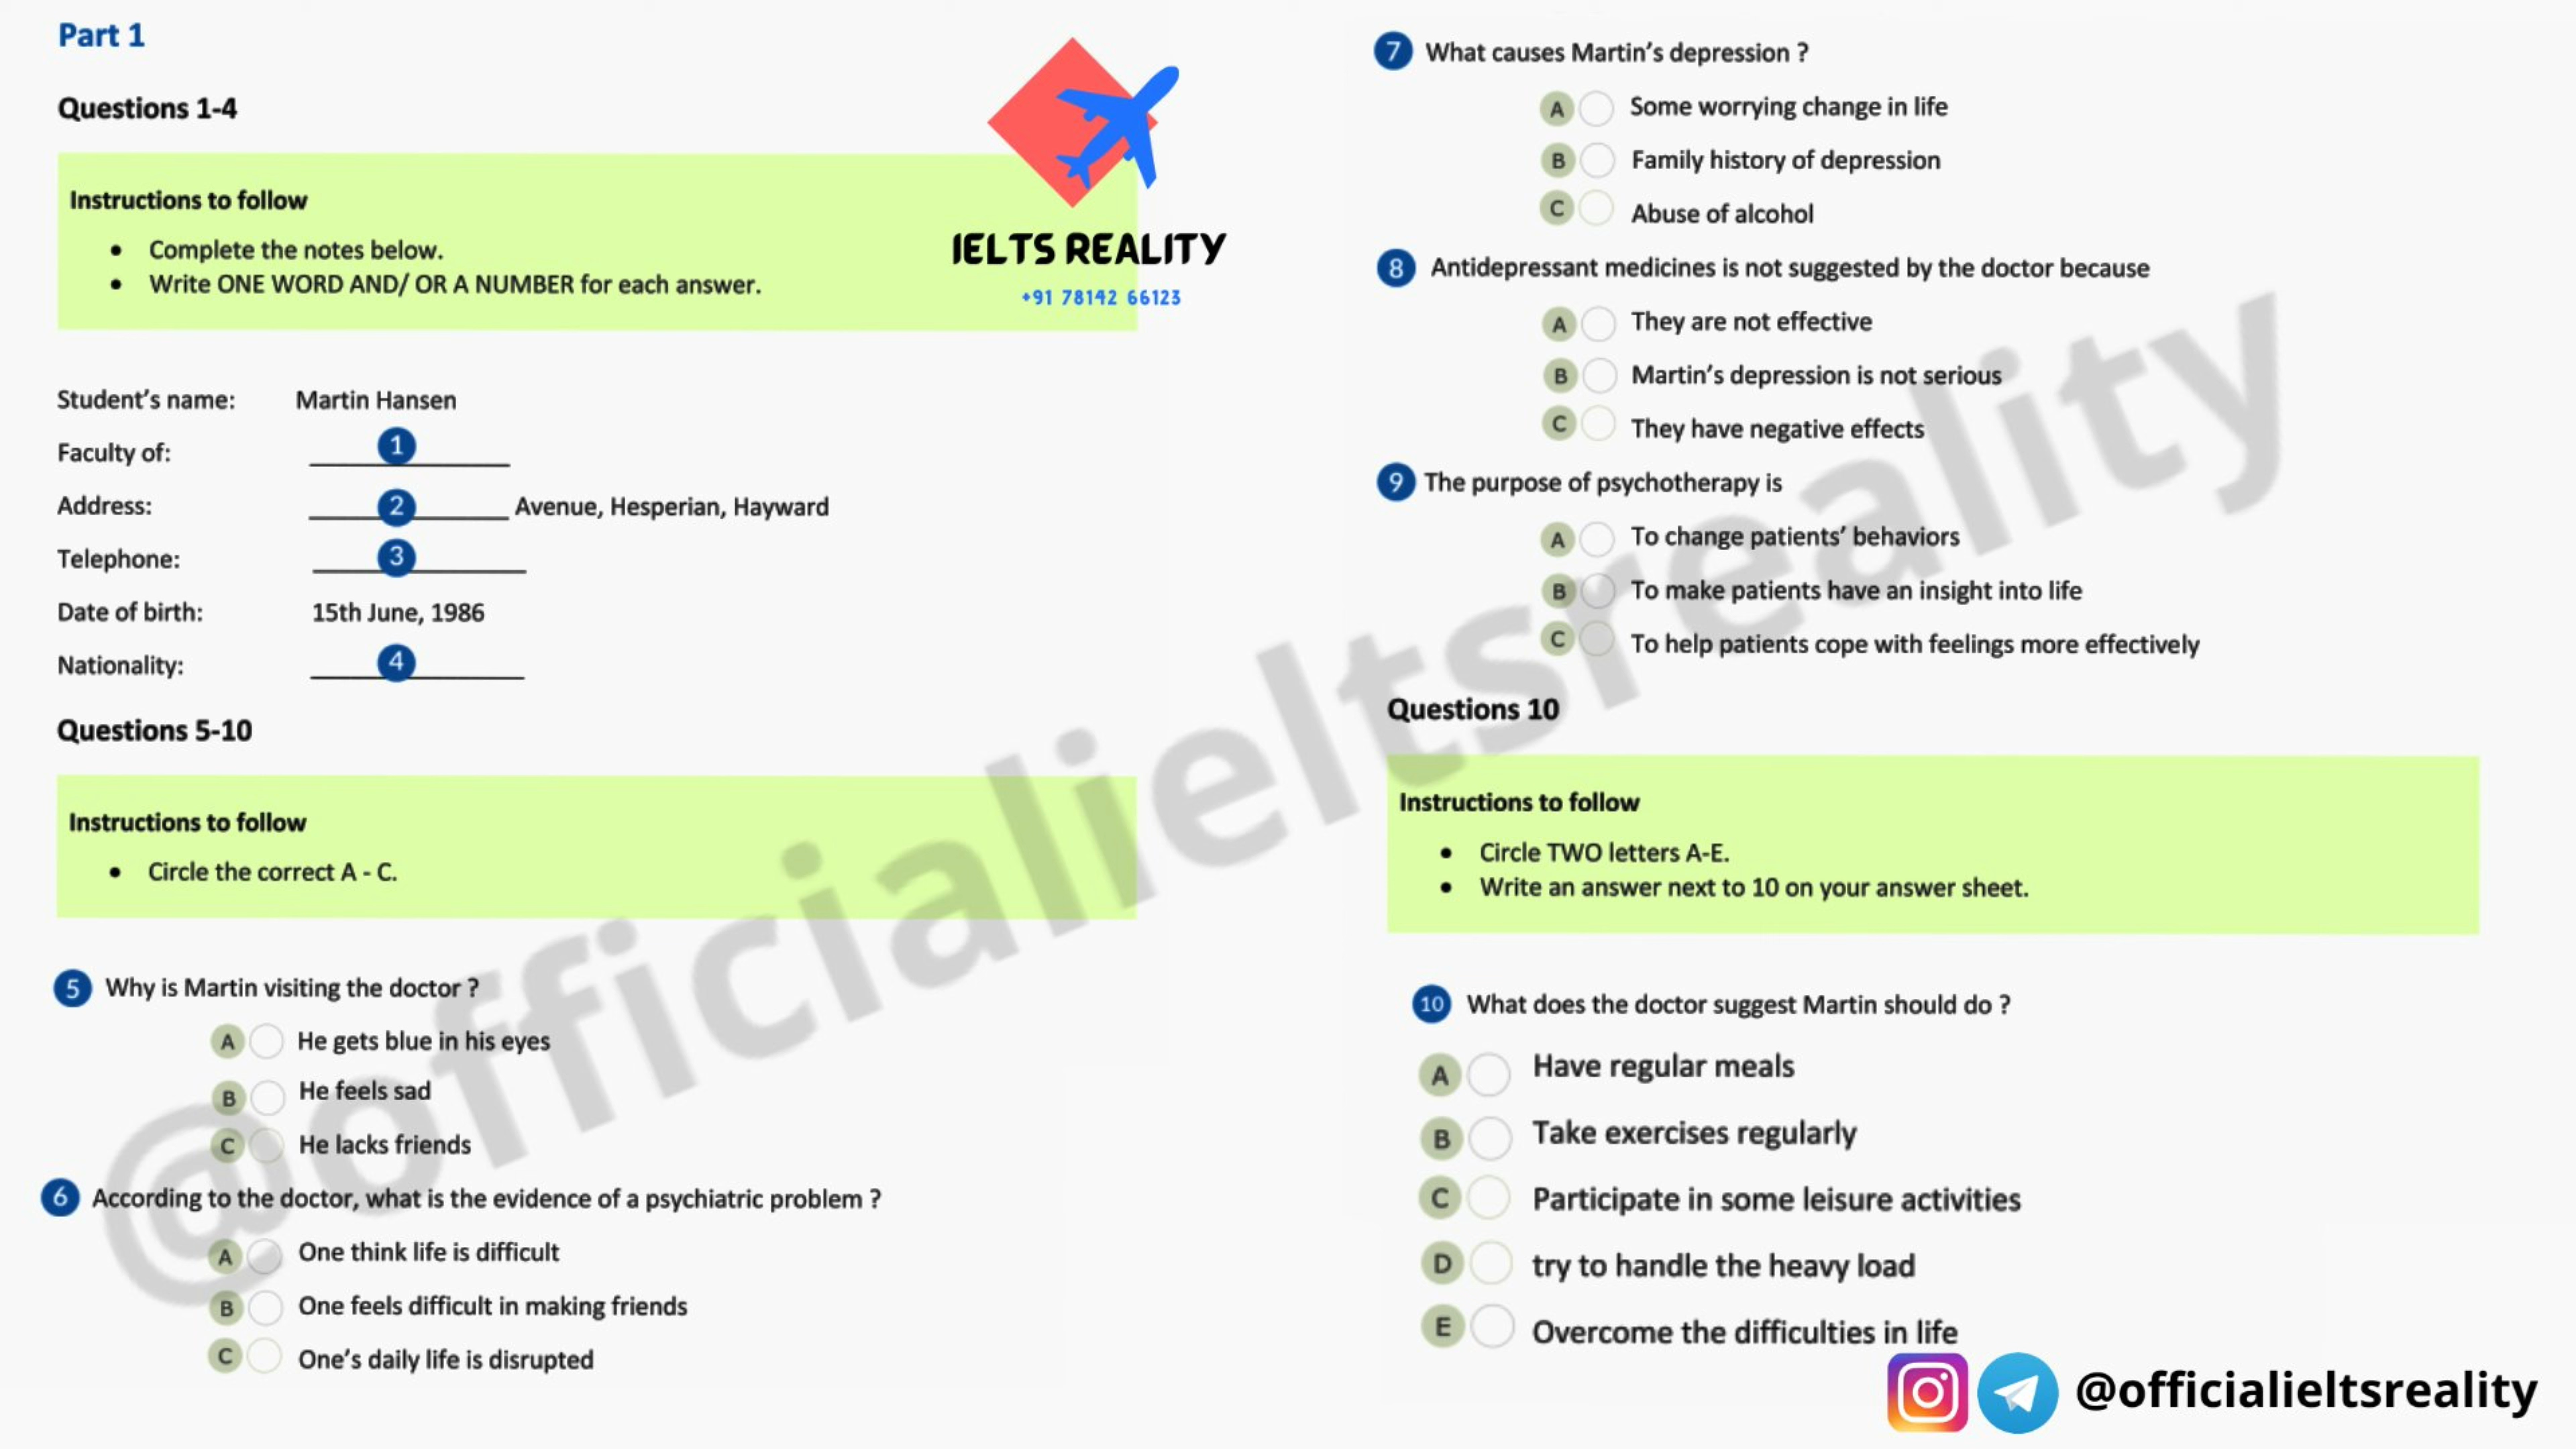 Part 1
Questions 1-4
Instructions to follow
• Complete the notes below.
• Write ONE WORD AND/ OR A NUMBER for each answer.
IELTS REALITY
+91 78142 66123
Student's name: Martin Hansen
Faculty of: 1
Address: 2 Avenue, Hesperian, Hayward
Telephone: 3
Date of birth: 15th June, 1986
Nationality: 4
Questions 5-10
Instructions to follow
• Circle the correct A - C.
5 Why is Martin visiting the doctor ?
A He gets blue in his eyes
B He feels sad
C He lacks friends
6 According to the doctor, what is the evidence of a psychiatric problem ?
A One think life is difficult
B One feels difficult in making friends
C One's daily life is disrupted
7 What causes Martin's depression ?
A Some worrying change in life
B Family history of depression
C Abuse of alcohol
8 Antidepressant medicines is not suggested by the doctor because
A They are not effective
B Martin's depression is not serious
C They have negative effects
9 The purpose of psychotherapy is
A To change patients' behaviors
B To make patients have an insight into life
C To help patients cope with feelings more effectively
Questions 10
Instructions to follow
• Circle TWO letters A-E.
• Write an answer next to 10 on your answer sheet.
10 What does the doctor suggest Martin should do ?
A Have regular meals
B Take exercises regularly
C Participate in some leisure activities
D try to handle the heavy load
E Overcome the difficulties in life
@officialieltsreality
@officialieltsreality